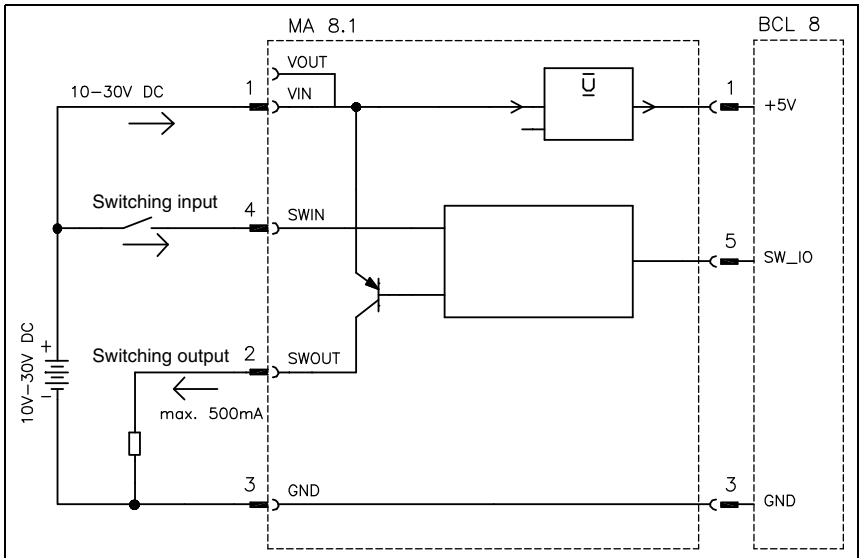 MA 8.1
BCL 8
VOUT
10-30V DC
1
VIN
U
1
+5V
Switching input
4
SWIN
5
SW_IO
10V-30V DC
+
-
Switching output
2
SWOUT
max. 500mA
3
GND
3
GND